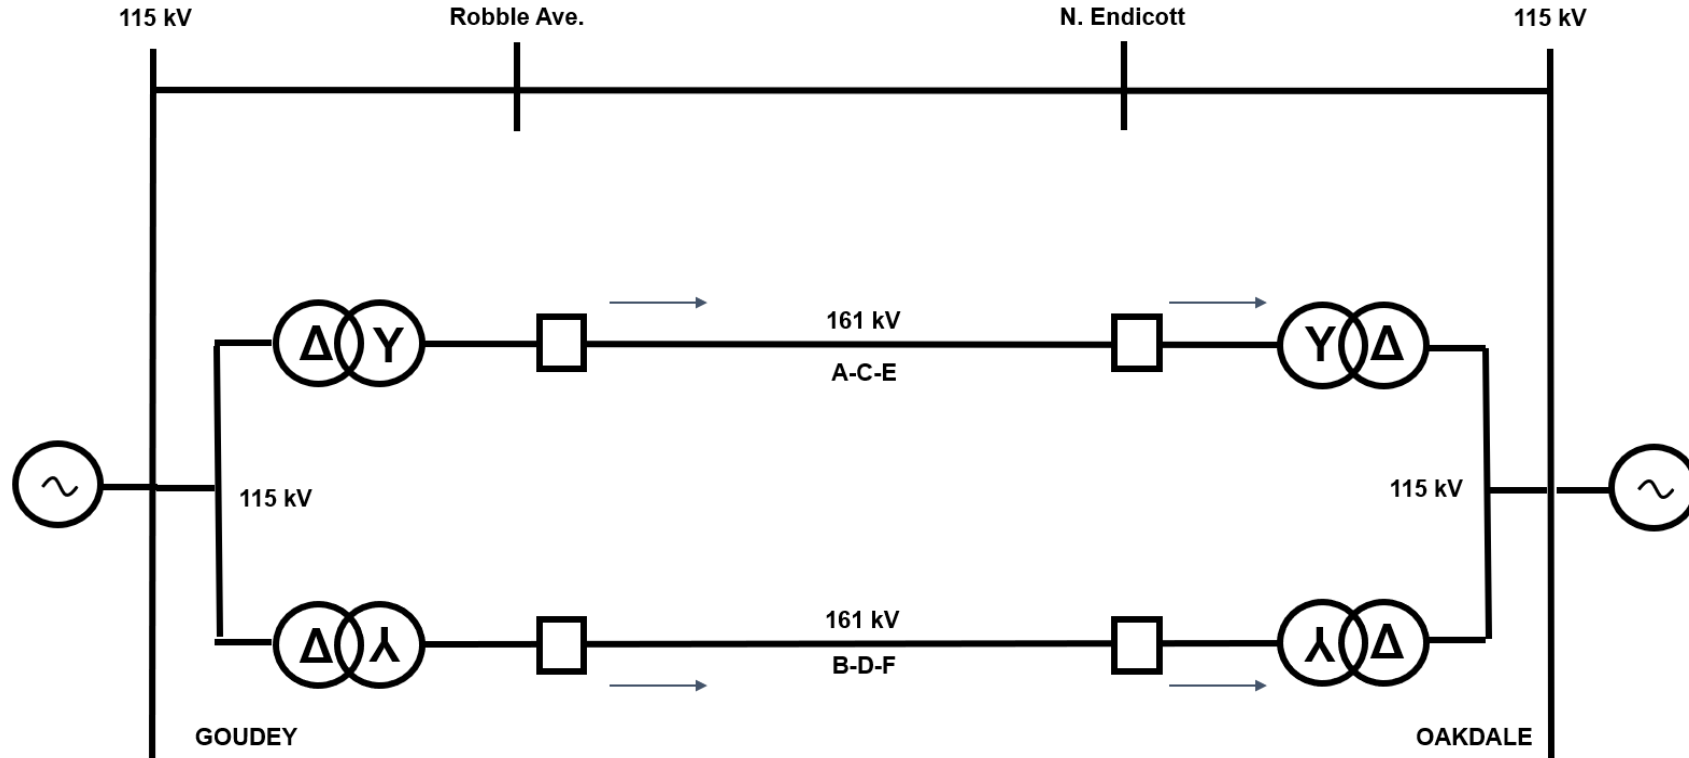 115 kV
Robble Ave.
N. Endicott
115 kV
Δ Y
161 kV
A-C-E
Y Δ
115 kV
115 kV
Δ Y
161 kV
B-D-F
Y Δ
GOUDEY
OAKDALE